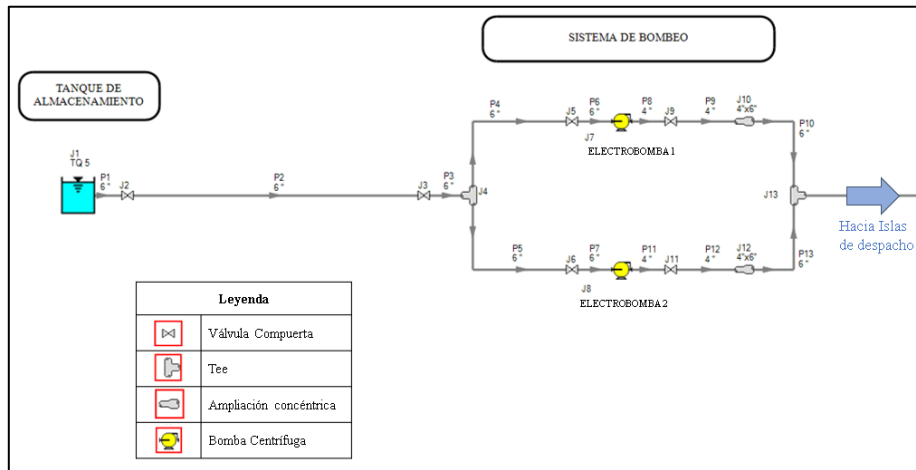 SISTEMA DE BOMBEO
TANQUE DE
ALMACENAMIENTO
J1
TQ 5
P1
6"
J2
P2
6"
J3
P3
6"
J4
P4
6"
J5
P6
6"
J7
ELECTROBOMBA 1
P8
4"
J9
P9
4"
J10
4"x6"
P10
6"
J13
Hacia Islas
de despacho
P5
6"
J6
P7
6"
J8
ELECTROBOMBA 2
P11
4"
J11
P12
4"
J12
4"x6"
P13
6"
Leyenda
Válvula Compuerta
Tee
Ampliación concéntrica
Bomba Centrífuga